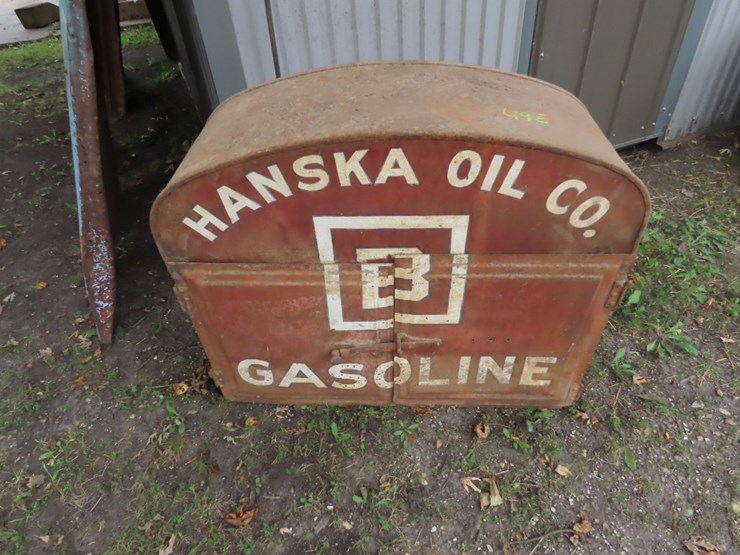 49E
HANSKA OIL CO.
B
GASOLINE